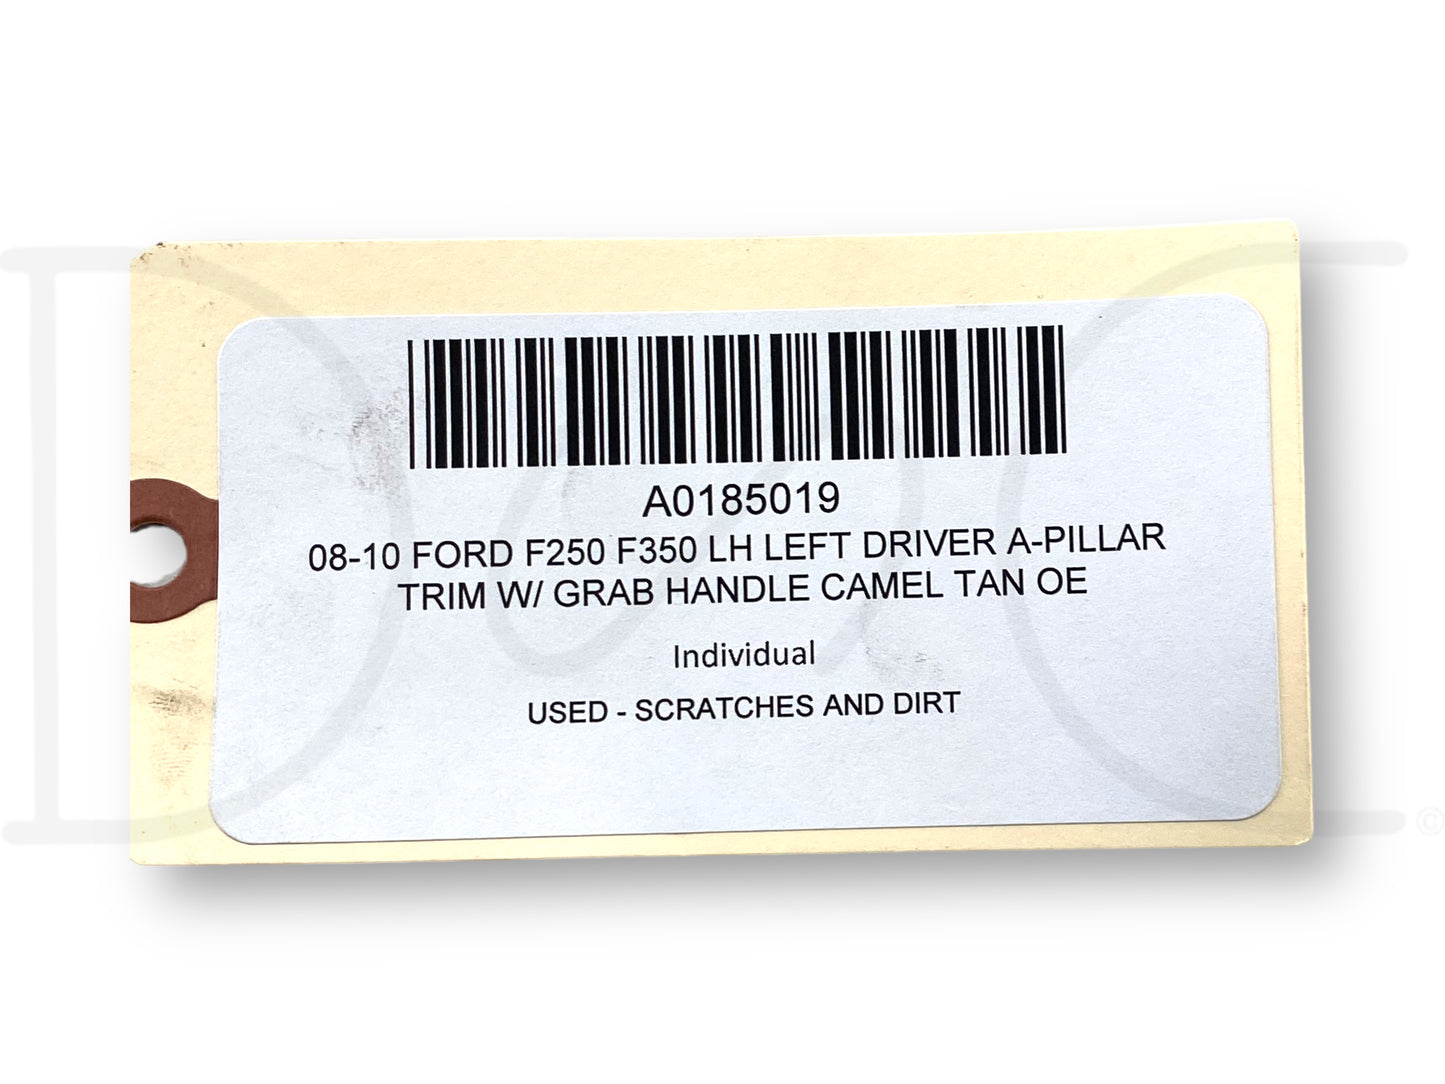 A0185019
08-10 FORD F250 F350 LH LEFT DRIVER A-PILLAR
TRIM W/ GRAB HANDLE CAMEL TAN OE
Individual
USED - SCRATCHES AND DIRT
©